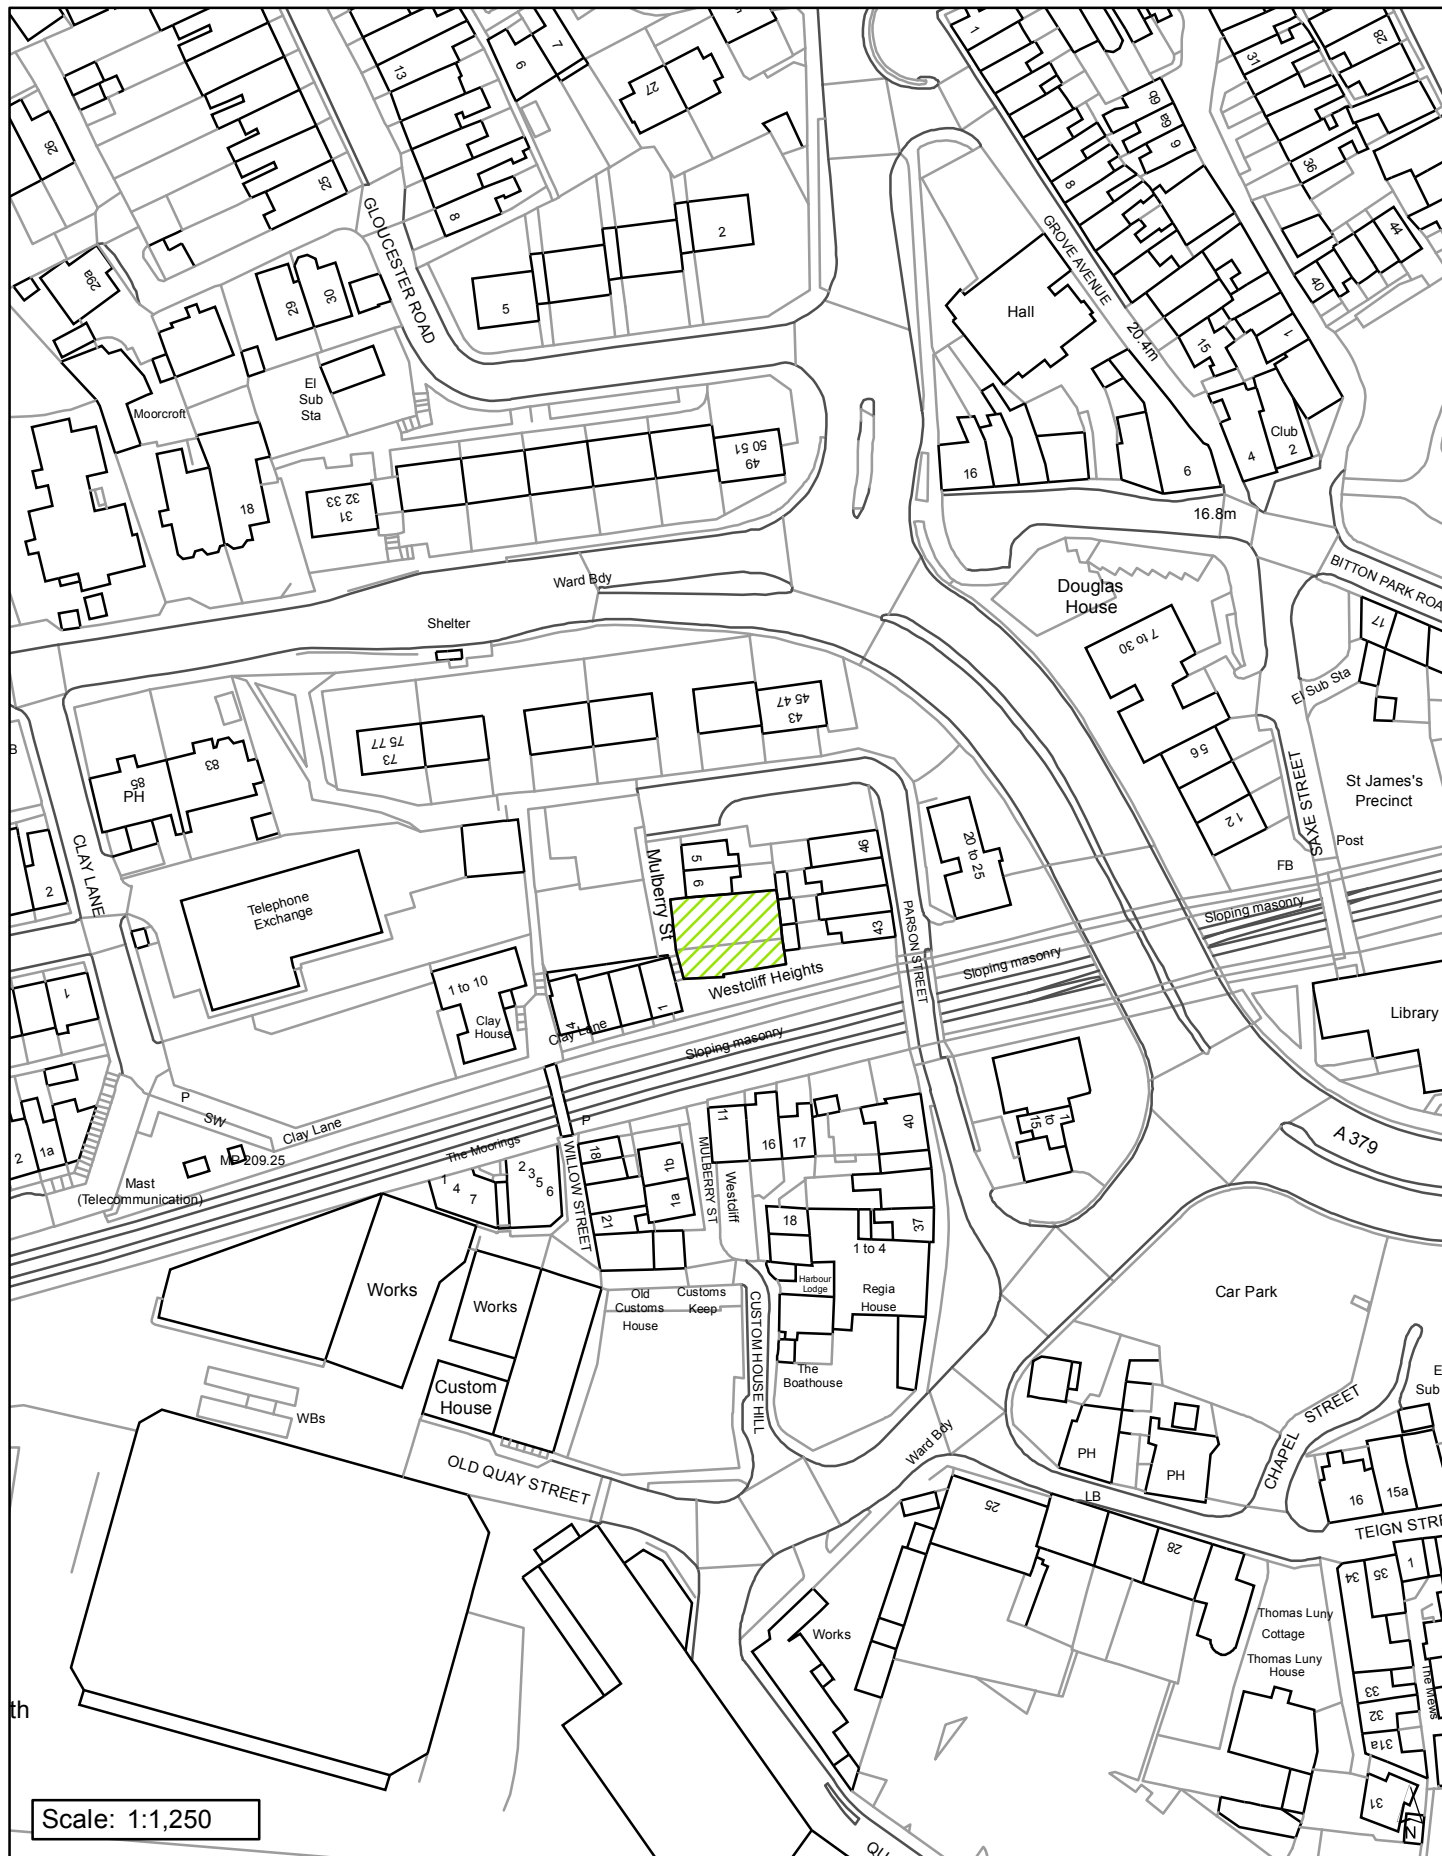 1
7
6
13
27
31
28
26
25
8
6b
6a
9
8
36
44
40
2
5
GLOUCESTER ROAD
GROVE AVENUE
20.4m
Hall
29a
29
30
El
Sub
Sta
Moorcroft
15
1
Club
2
4
6
16
18
50 51
49
32 33
31
16.8m
BITTON PARK ROA
Ward Bdy
Shelter
Douglas
House
7 to 30
17
El Sub Sta
45 47
43
75 77
73
B
85
PH
83
5 6
1 2
SAXE STREET
St James's
Precinct
Post
FB
CLAY LANE
2
Telephone
Exchange
Mulberry St
5
6
46
43
20 to 25
PARSON STREET
Sloping masonry
Sloping masonry
Westcliff Heights
Sloping masonry
1
1 to 10
Clay
House
4
1
Clay Lane
Library
P
SW
Clay Lane
2
1a
MP 209.25
Mast
(Telecommunication)
The Moorings
P
1
4
7
2
3
5
6
WILLOW STREET
18
21
1b
1a
MULBERRY ST
Westcliff
11
16
17
40
37
18
1 to 4
1
to
15
A 379
Works
Works
Custom
House
Old
Customs
House
Customs
Keep
CUSTOM HOUSE HILL
Harbour
Lodge
Regia
House
The
Boathouse
Car Park
WBs
OLD QUAY STREET
Ward Bdy
PH
PH
CHAPEL STREET
E
Sub
16
15a
TEIGN STRE
LB
25
28
34
35
1
Works
Thomas Luny
Cottage
Thomas Luny
House
33
32
31a
The Mews
31
N
th
Scale: 1:1,250
QU